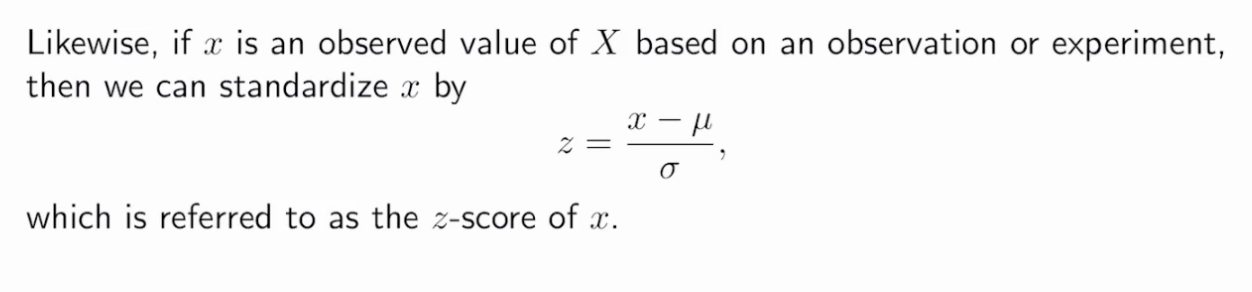 Likewise, if x is an observed value of X based on an observation or experiment,
then we can standardize x by
z = \frac{x − μ}{σ},
which is referred to as the z-score of x.